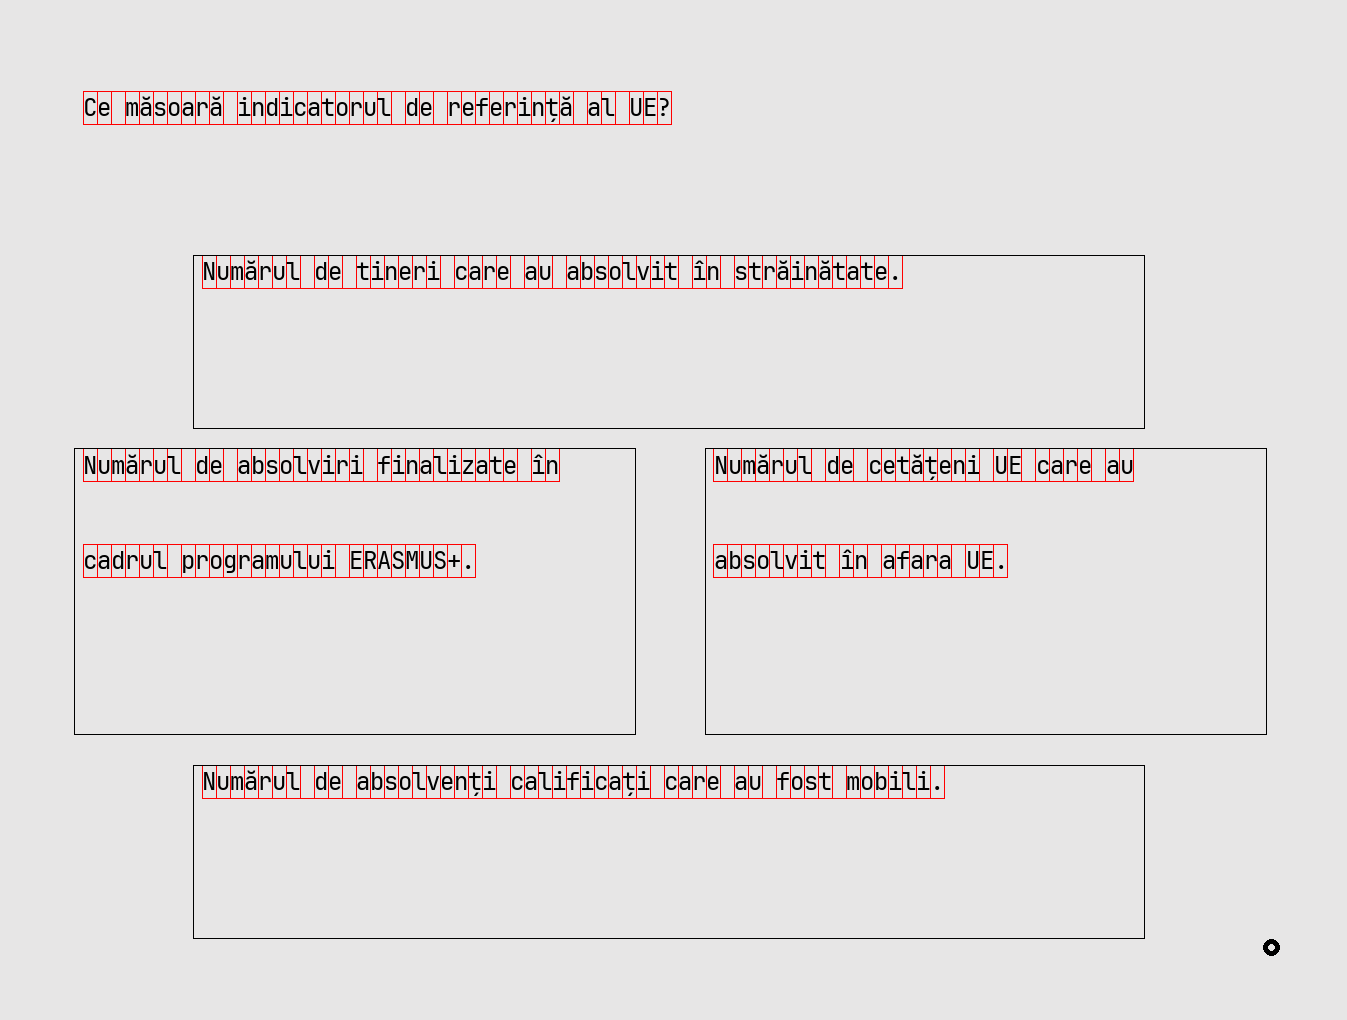 Ce măsoară indicatorul de referință al UE?
Numărul de tineri care au absolvit în străinătate.
Numărul de absolviri finalizate în
cadrul programului ERASMUS+.
Numărul de cetățeni UE care au
absolvit în afara UE.
Numărul de absolvenți calificați care au fost mobili.